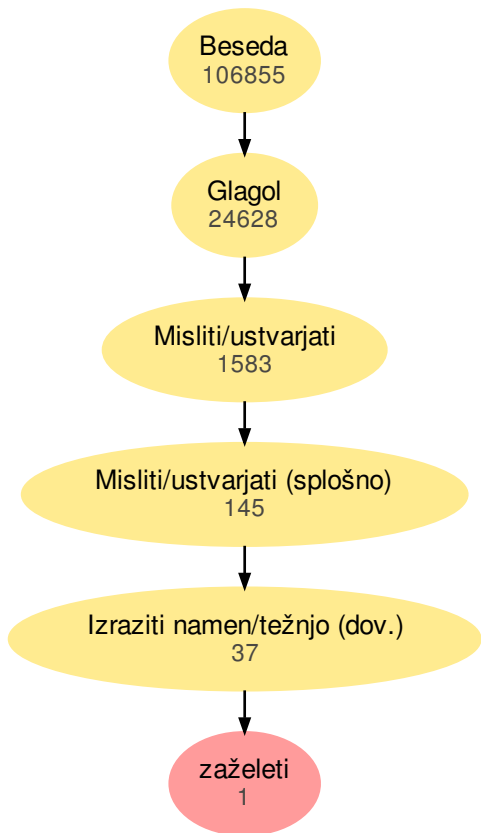 Beseda
106855
Glagol
24628
Misliti/ustvarjati
1583
Misliti/ustvarjati (splošno)
145
Izraziti namen/težnjo (dov.)
37
zaželeti
1